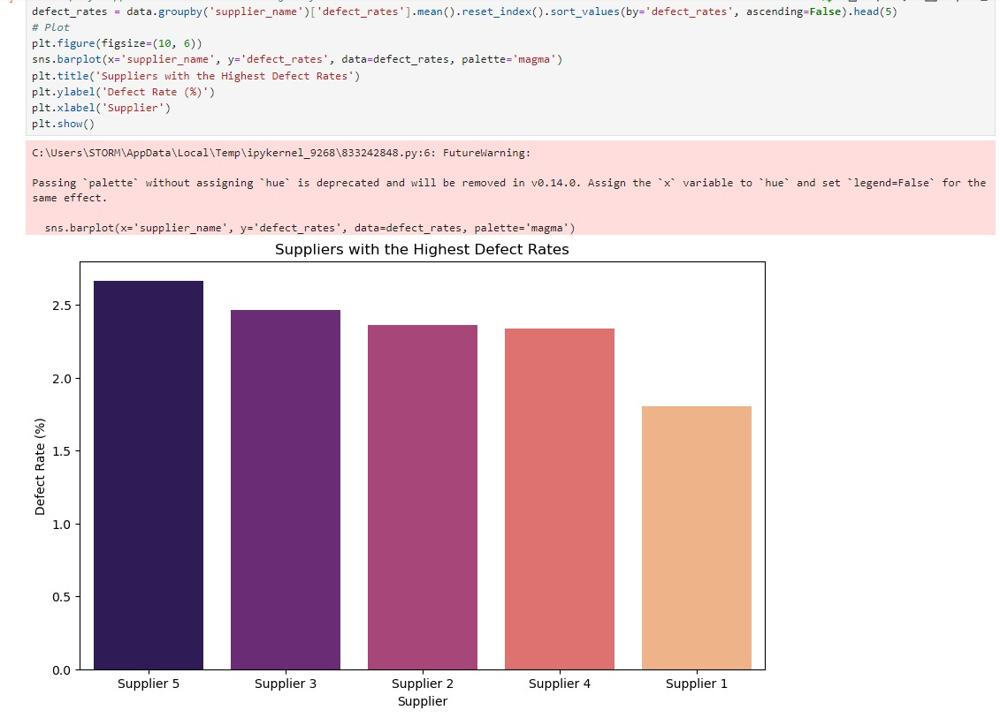 defect_rates = data.groupby('supplier_name')['defect_rates'].mean().reset_index().sort_values(by='defect_rates', ascending=False).head(5)
# Plot
plt.figure(figsize=(10, 6))
sns.barplot(x='supplier_name', y='defect_rates', data=defect_rates, palette='magma')
plt.title('Suppliers with the Highest Defect Rates')
plt.ylabel('Defect Rate (%)')
plt.xlabel('Supplier')
plt.show()
C:\Users\STORM\AppData\Local\Temp\ipykernel_9268\833242848.py:6: FutureWarning:
Passing `palette` without assigning `hue` is deprecated and will be removed in v0.14.0. Assign the `x` variable to `hue` and set `legend=False` for the
same effect.
sns.barplot(x='supplier_name', y='defect_rates', data=defect_rates, palette='magma')
Suppliers with the Highest Defect Rates
2.5
2.0
1.5
1.0
0.5
0.0
Defect Rate (%)
Supplier 5 Supplier 3 Supplier 2 Supplier 4 Supplier 1
Supplier